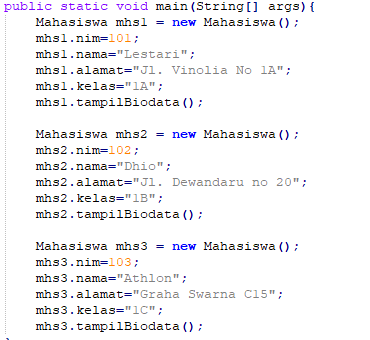 public static void main(String[] args){
Mahasiswa mhs1 = new Mahasiswa();
mhs1.nim=101;
mhs1.nama="Lestari";
mhs1.alamat="Jl. Vinolia No 1A";
mhs1.kelas="1A";
mhs1.tampilBiodata();
Mahasiswa mhs2 = new Mahasiswa();
mhs2.nim=102;
mhs2.nama="Dhio";
mhs2.alamat="Jl. Dewandaru no 20";
mhs2.kelas="1B";
mhs2.tampilBiodata();
Mahasiswa mhs3 = new Mahasiswa();
mhs3.nim=103;
mhs3.nama="Athlon";
mhs3.alamat="Graha Swarna C15";
mhs3.kelas="1C";
mhs3.tampilBiodata();